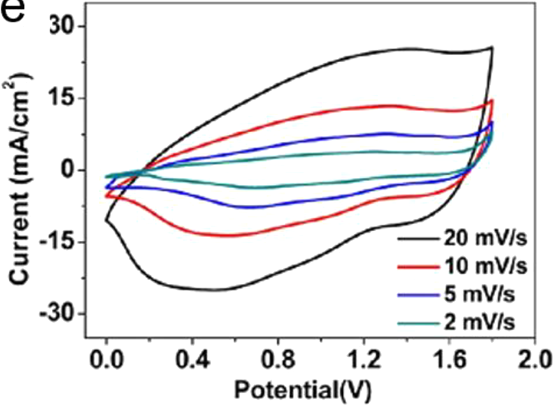 e
Current (mA/cm²)
30
15
0
-15
-30
20 mV/s
10 mV/s
5 mV/s
2 mV/s
0.0 0.4 0.8 1.2 1.6 2.0
Potential(V)